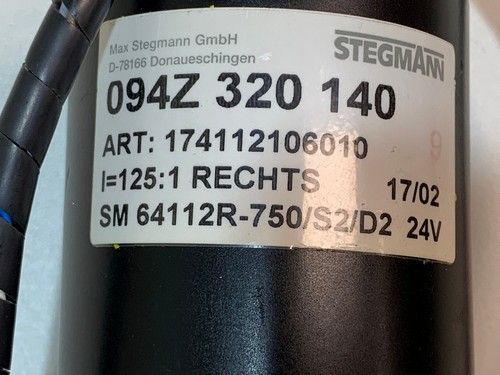 Max Stegmann GmbH
D-78166 Donaueschingen
STEGMANN
094Z 320 140
ART: 174112106010
9
I=125:1 RECHTS
17/02
SM 64112R-750/S2/D2 24V